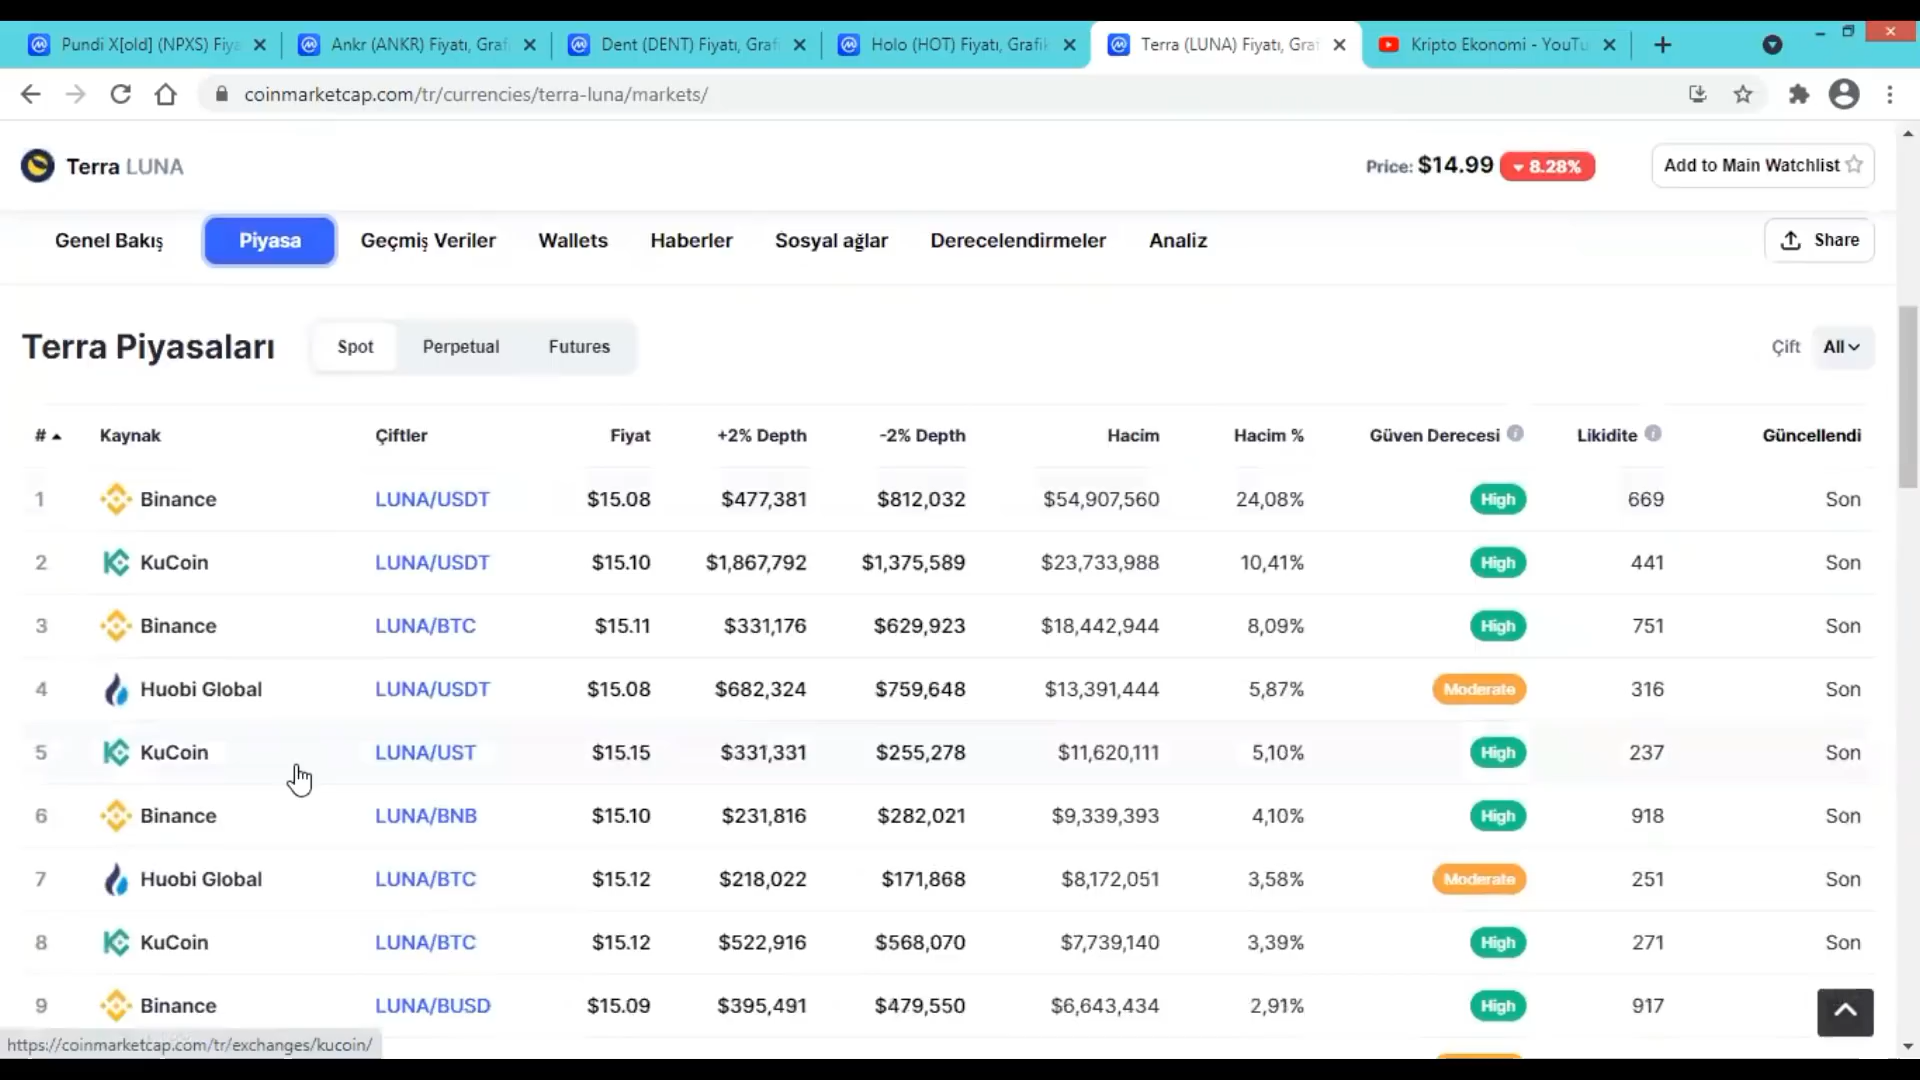 Pundi X[old] (NPXS) Fiya
Ankr (ANKR) Fiyatı, Graf
Dent (DENT) Fiyatı, Grafi
Holo (HOT) Fiyatı, Grafik
Terra (LUNA) Fiyatı, Graf
Kripto Ekonomi - YouTu
coinmarketcap.com/tr/currencies/terra-luna/markets/
Terra LUNA
Price: $14.99 8.28%
Add to Main Watchlist
Genel Bakış Piyasa Geçmiş Veriler Wallets Haberler Sosyal ağlar Derecelendirmeler Analiz Share
Terra Piyasaları Spot Perpetual Futures Çift All
# Kaynak Çiftler Fiyat +2% Depth -2% Depth Hacim Hacim % Güven Derecesi Likidite Güncellendi
1 Binance LUNA/USDT $15.08 $477,381 $812,032 $54,907,560 24,08% High 669 Son
2 KuCoin LUNA/USDT $15.10 $1,867,792 $1,375,589 $23,733,988 10,41% High 441 Son
3 Binance LUNA/BTC $15.11 $331,176 $629,923 $18,442,944 8,09% High 751 Son
4 Huobi Global LUNA/USDT $15.08 $682,324 $759,648 $13,391,444 5,87% Moderate 316 Son
5 KuCoin LUNA/UST $15.15 $331,331 $255,278 $11,620,111 5,10% High 237 Son
6 Binance LUNA/BNB $15.10 $231,816 $282,021 $9,339,393 4,10% High 918 Son
7 Huobi Global LUNA/BTC $15.12 $218,022 $171,868 $8,172,051 3,58% Moderate 251 Son
8 KuCoin LUNA/BTC $15.12 $522,916 $568,070 $7,739,140 3,39% High 271 Son
9 Binance LUNA/BUSD $15.09 $395,491 $479,550 $6,643,434 2,91% High 917
https://coinmarketcap.com/tr/exchanges/kucoin/